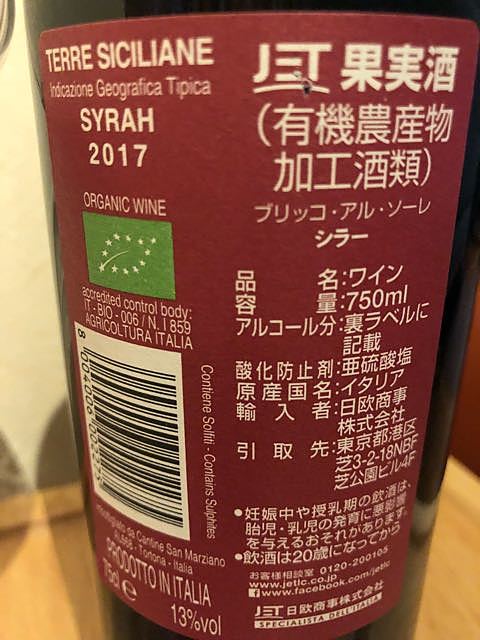 TERRE SICILIANE
Indicazione Geografica Tipica
SYRAH
2017
ORGANIC WINE
accredited control body:
IT - BIO - 006 / N. I 859
AGRICOLTURA ITALIA
Contiene Solfiti - Contains Sulphites
da Cantine San Marziano
Tortona - Italia
PRODOTTO IN ITALIA
75cl
13%vol
JET 果実酒
(有機農産物
加工酒類)
ブリッコ・アル・ソーレ
シラー
品名:ワイン
容量:750ml
アルコール分:裏ラベルに
記載
酸化防止剤:亜硫酸塩
原産国名:イタリア
輸入者:日欧商事
株式会社
引取先:東京都港区
芝3-2-18NBF
芝公園ビル4F
•妊娠中や授乳期の飲酒は、
胎児・乳児の発育に悪影響
を与えるおそれがあります。
•飲酒は20歳になってから
お客様相談室 0120-200105
www.jetlc.co.jp
www.facebook.com/jetlc
JET 日欧商事株式会社
SPECIALISTA DELL'ITALIA